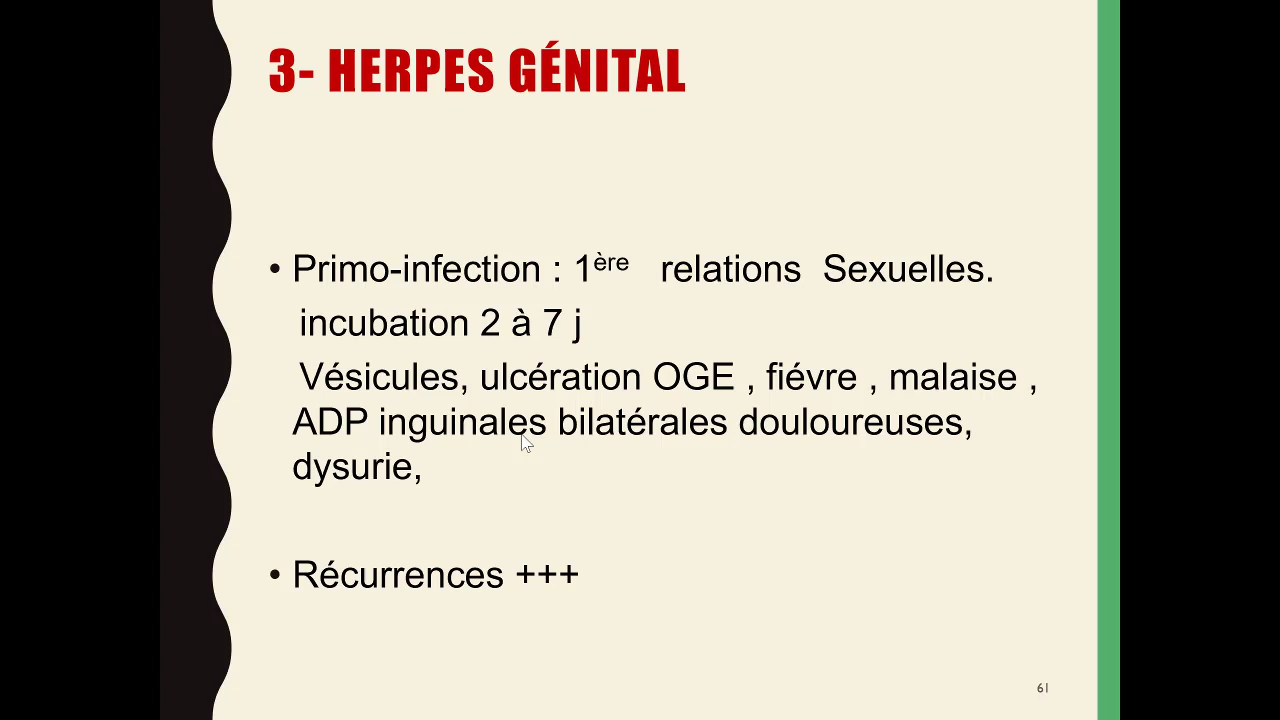 3- HERPES GÉNITAL
• Primo-infection : 1ère relations Sexuelles.
incubation 2 à 7 j
Vésicules, ulcération OGE , fiévre , malaise ,
ADP inguinales bilatérales douloureuses,
dysurie,
• Récurrences +++
61